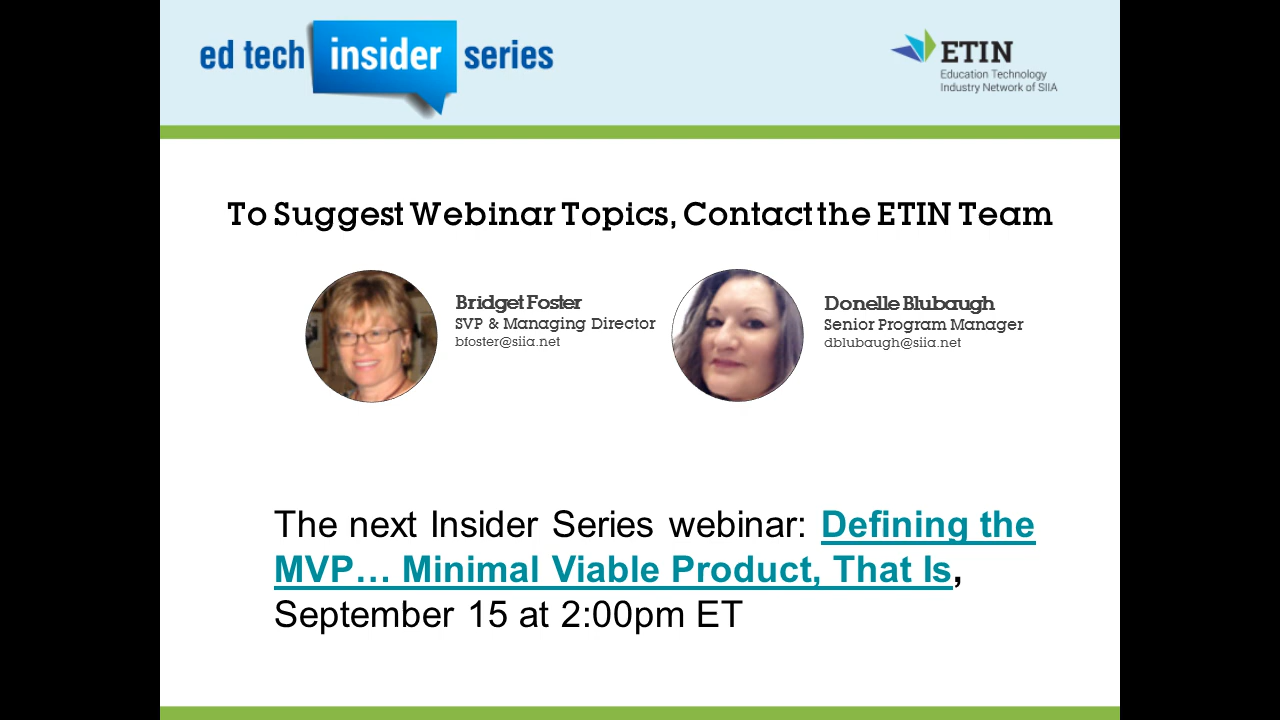 ed tech insider series
ETIN
Education Technology
Industry Network of SIIA
To Suggest Webinar Topics, Contact the ETIN Team
Bridget Foster
SVP & Managing Director
bfoster@siia.net
Donelle Blubaugh
Senior Program Manager
dblubaugh@siia.net
The next Insider Series webinar: Defining the
MVP… Minimal Viable Product, That Is,
September 15 at 2:00pm ET